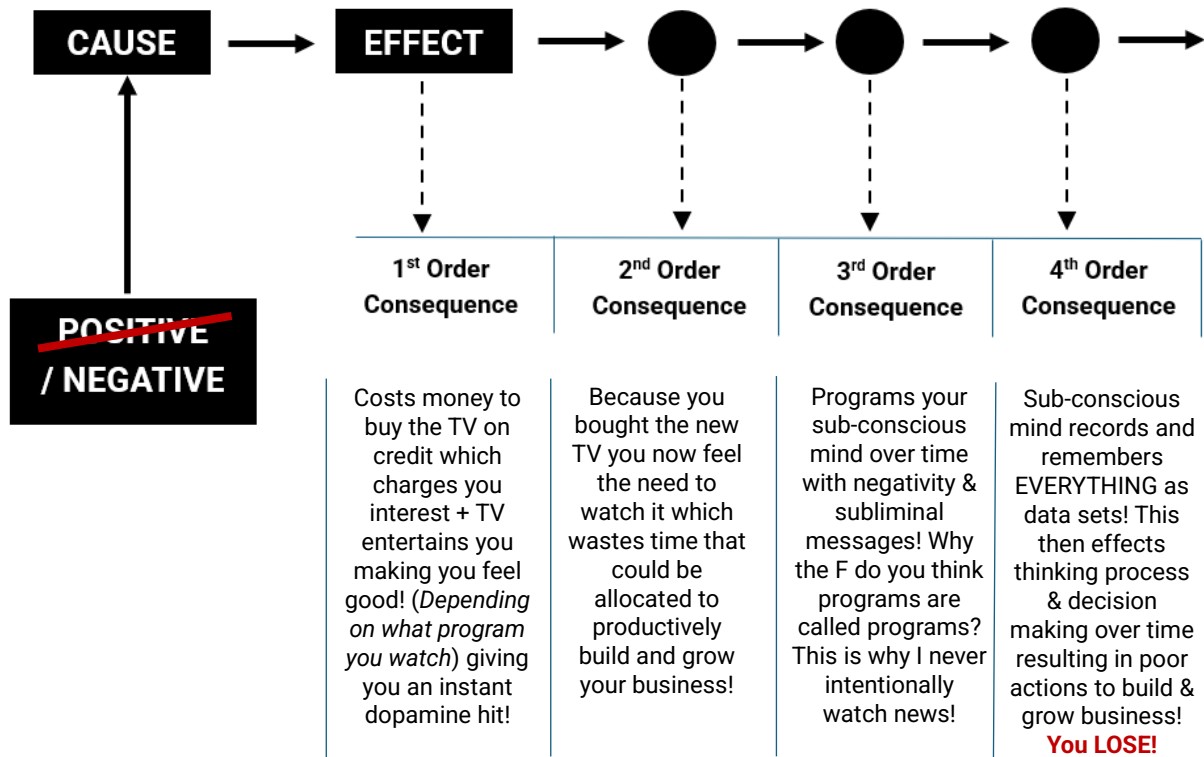 CAUSE
EFFECT
POSITIVE
/ NEGATIVE
1st Order
Consequence
2nd Order
Consequence
3rd Order
Consequence
4th Order
Consequence
Costs money to
buy the TV on
credit which
charges you
interest + TV
entertains you
making you feel
good! (Depending
on what program
you watch) giving
you an instant
dopamine hit!
Because you
bought the new
TV you now feel
the need to
watch it which
wastes time that
could be
allocated to
productively
build and grow
your business!
Programs your
sub-conscious
mind over time
with negativity &
subliminal
messages! Why
the F do you think
programs are
called programs?
This is why I never
intentionally
watch news!
Sub-conscious
mind records and
remembers
EVERYTHING as
data sets! This
then effects
thinking process
& decision
making over time
resulting in poor
actions to build &
grow business!
You LOSE!